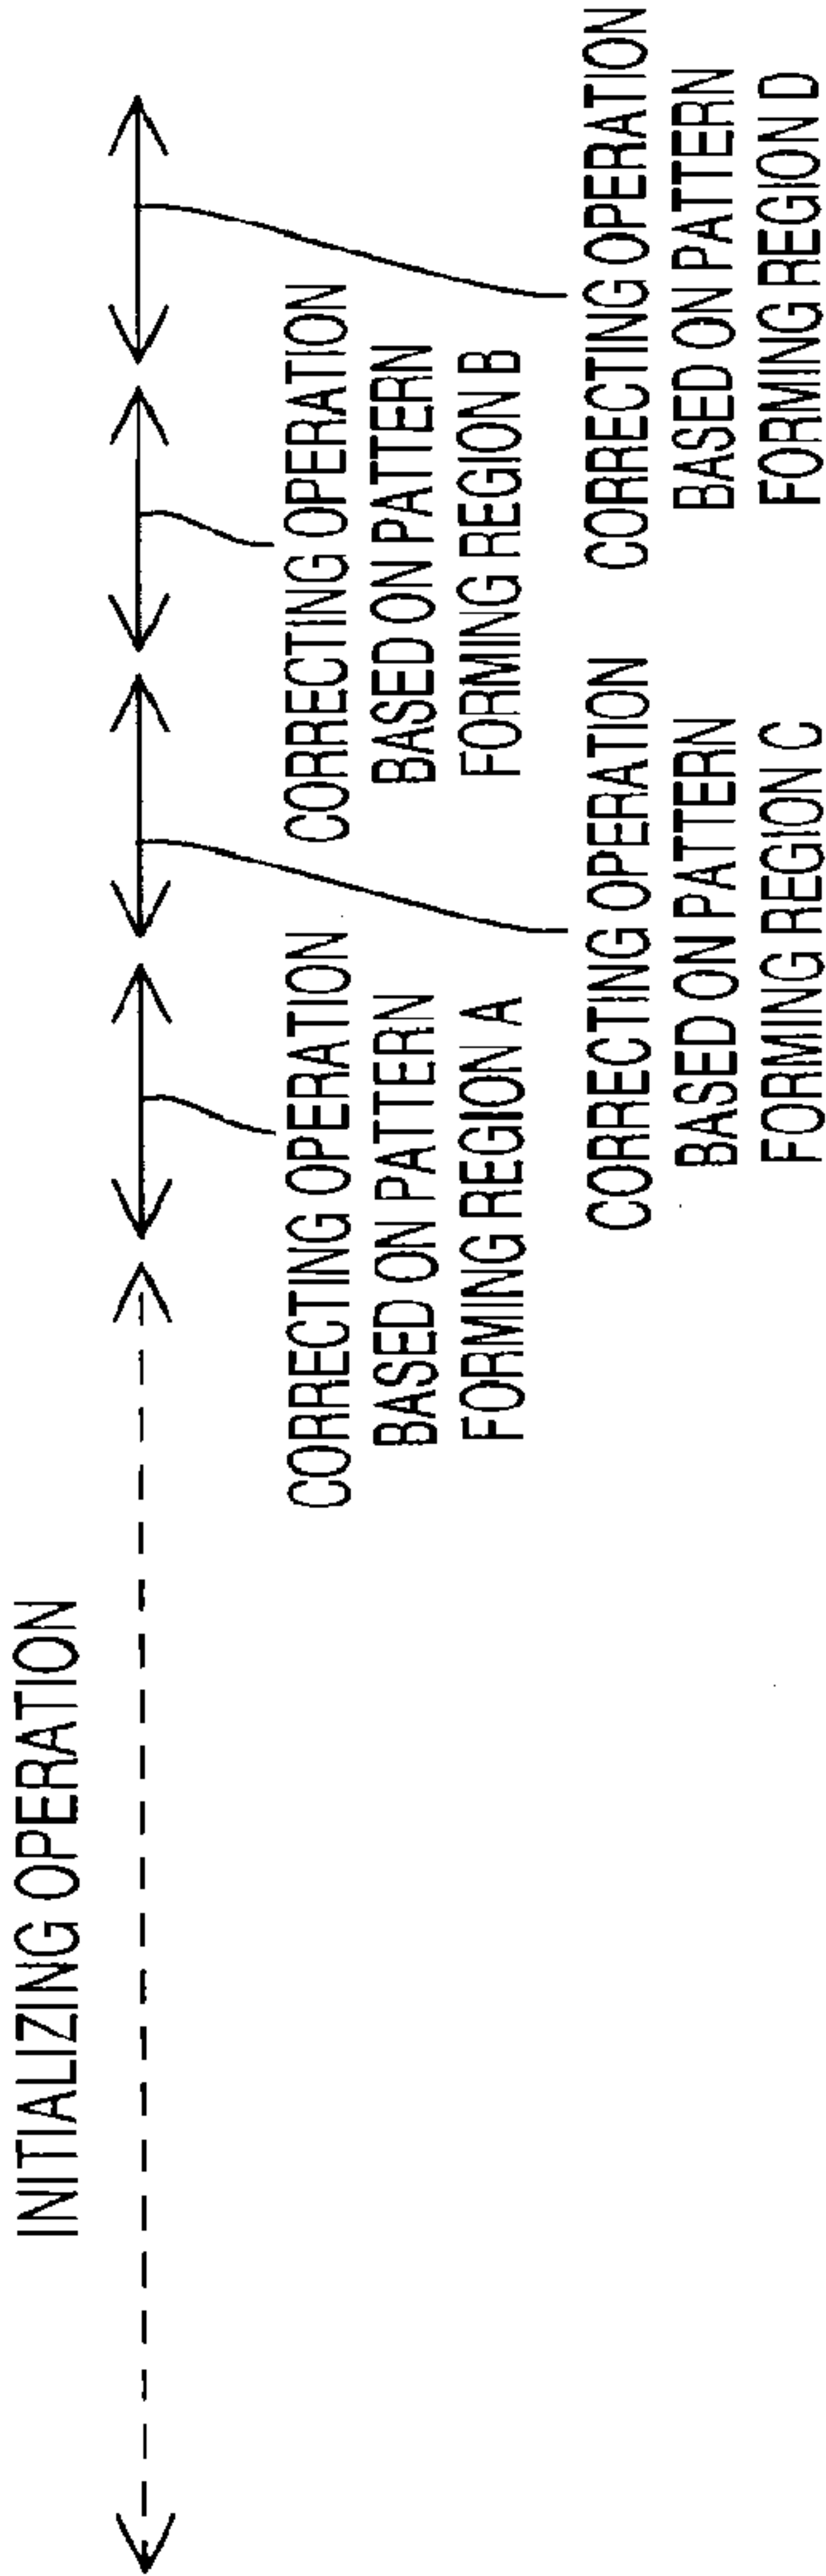 INITIALIZING OPERATION
CORRECTING OPERATION
BASED ON PATTERN
FORMING REGION A
CORRECTING OPERATION
BASED ON PATTERN
FORMING REGION C
CORRECTING OPERATION
BASED ON PATTERN
FORMING REGION B
CORRECTING OPERATION
BASED ON PATTERN
FORMING REGION D